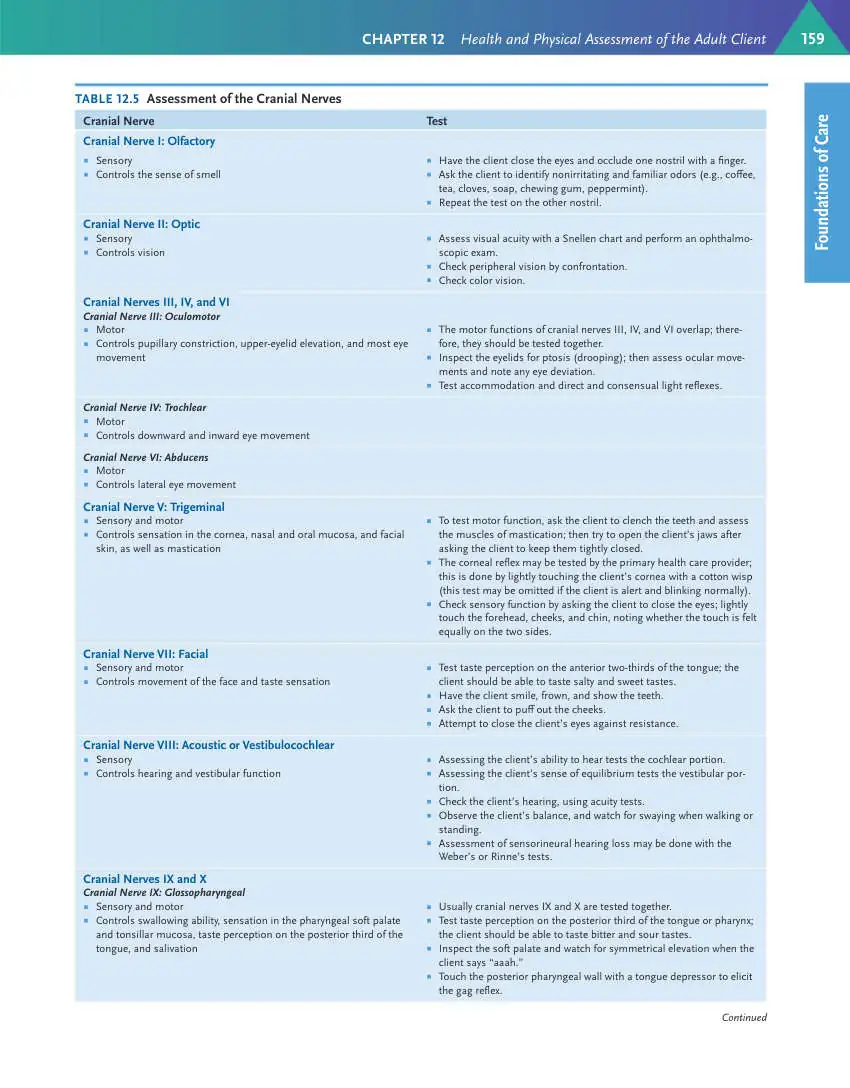 CHAPTER 12 Health and Physical Assessment of the Adult Client 159
Foundations of Care
TABLE 12.5 Assessment of the Cranial Nerves
Cranial Nerve Test
Cranial Nerve I: Olfactory
▪ Sensory
▪ Controls the sense of smell
▪ Have the client close the eyes and occlude one nostril with a finger.
▪ Ask the client to identify nonirritating and familiar odors (e.g., coffee,
tea, cloves, soap, chewing gum, peppermint).
▪ Repeat the test on the other nostril.
Cranial Nerve II: Optic
▪ Sensory
▪ Controls vision
▪ Assess visual acuity with a Snellen chart and perform an ophthalmo-
scopic exam.
▪ Check peripheral vision by confrontation.
▪ Check color vision.
Cranial Nerves III, IV, and VI
Cranial Nerve III: Oculomotor
▪ Motor
▪ Controls pupillary constriction, upper-eyelid elevation, and most eye
movement
▪ The motor functions of cranial nerves III, IV, and VI overlap; there-
fore, they should be tested together.
▪ Inspect the eyelids for ptosis (drooping); then assess ocular move-
ments and note any eye deviation.
▪ Test accommodation and direct and consensual light reflexes.
Cranial Nerve IV: Trochlear
▪ Motor
▪ Controls downward and inward eye movement
Cranial Nerve VI: Abducens
▪ Motor
▪ Controls lateral eye movement
Cranial Nerve V: Trigeminal
▪ Sensory and motor
▪ Controls sensation in the cornea, nasal and oral mucosa, and facial
skin, as well as mastication
▪ To test motor function, ask the client to clench the teeth and assess
the muscles of mastication; then try to open the client's jaws after
asking the client to keep them tightly closed.
▪ The corneal reflex may be tested by the primary health care provider;
this is done by lightly touching the client's cornea with a cotton wisp
(this test may be omitted if the client is alert and blinking normally).
▪ Check sensory function by asking the client to close the eyes; lightly
touch the forehead, cheeks, and chin, noting whether the touch is felt
equally on the two sides.
Cranial Nerve VII: Facial
▪ Sensory and motor
▪ Controls movement of the face and taste sensation
▪ Test taste perception on the anterior two-thirds of the tongue; the
client should be able to taste salty and sweet tastes.
▪ Have the client smile, frown, and show the teeth.
▪ Ask the client to puff out the cheeks.
▪ Attempt to close the client's eyes against resistance.
Cranial Nerve VIII: Acoustic or Vestibulocochlear
▪ Sensory
▪ Controls hearing and vestibular function
▪ Assessing the client's ability to hear tests the cochlear portion.
▪ Assessing the client's sense of equilibrium tests the vestibular por-
tion.
▪ Check the client's hearing, using acuity tests.
▪ Observe the client's balance, and watch for swaying when walking or
standing.
▪ Assessment of sensorineural hearing loss may be done with the
Weber's or Rinne's tests.
Cranial Nerves IX and X
Cranial Nerve IX: Glossopharyngeal
▪ Sensory and motor
▪ Controls swallowing ability, sensation in the pharyngeal soft palate
and tonsillar mucosa, taste perception on the posterior third of the
tongue, and salivation
▪ Usually cranial nerves IX and X are tested together.
▪ Test taste perception on the posterior third of the tongue or pharynx;
the client should be able to taste bitter and sour tastes.
▪ Inspect the soft palate and watch for symmetrical elevation when the
client says “aaah.”
▪ Touch the posterior pharyngeal wall with a tongue depressor to elicit
the gag reflex.
Continued